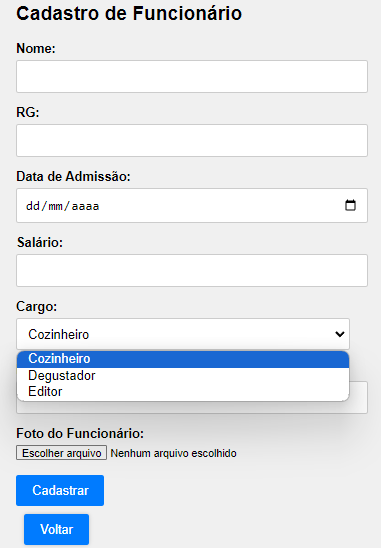 Cadastro de Funcionário
Nome:
RG:
Data de Admissão:
dd/mm/aaaa
Salário:
Cargo:
Cozinheiro
Cozinheiro
Degustador
Editor
Foto do Funcionário:
Escolher arquivo Nenhum arquivo escolhido
Cadastrar
Voltar